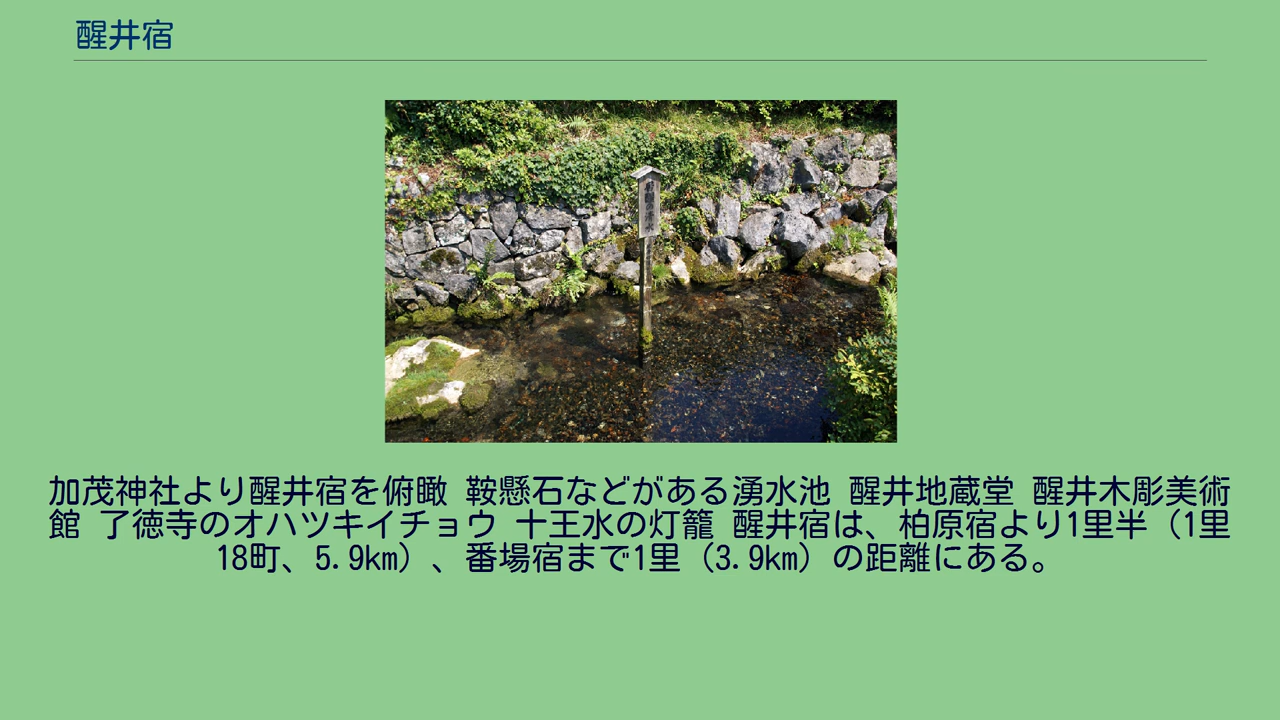 醒井宿
加茂神社より醒井宿を俯瞰 鞍懸石などがある湧水池 醒井地蔵堂 醒井木彫美術
館 了徳寺のオハツキイチョウ 十王水の灯籠 醒井宿は、柏原宿より1里半（1里
18町、5.9km）、番場宿まで1里（3.9km）の距離にある。